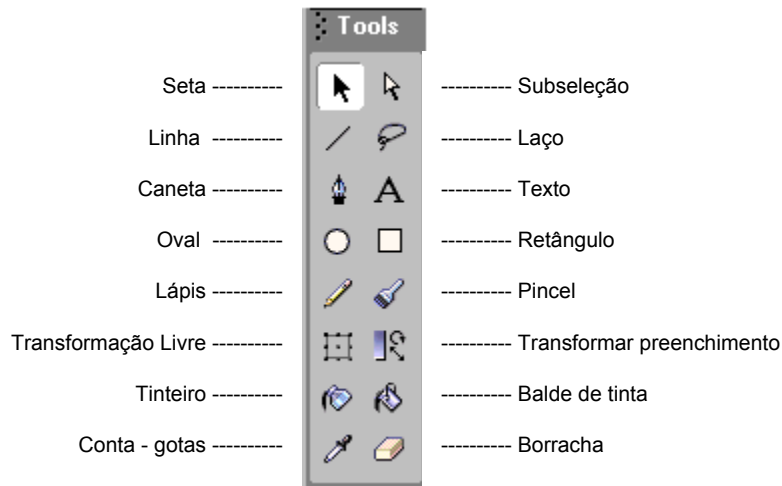 Tools
Seta ---------- ---------- Subseleção
Linha ---------- ---------- Laço
Caneta ---------- ---------- Texto
Oval ---------- ---------- Retângulo
Lápis ---------- ---------- Pincel
Transformação Livre ---------- ---------- Transformar preenchimento
Tinteiro ---------- ---------- Balde de tinta
Conta - gotas ---------- ---------- Borracha